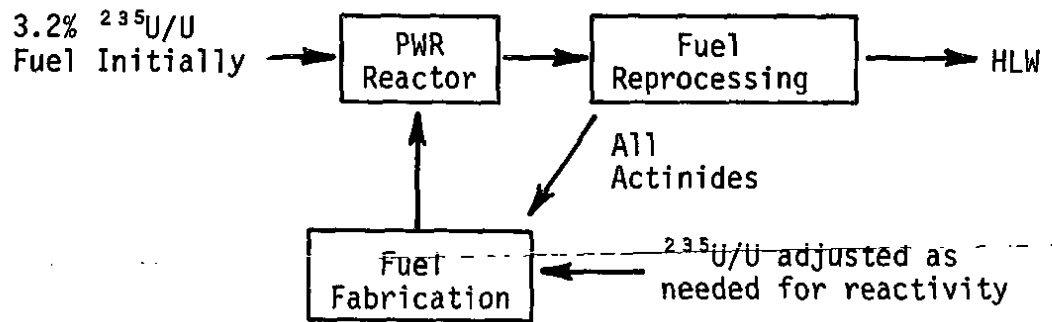 3.2% ²³⁵U/U
Fuel Initially
PWR
Reactor
Fuel
Reprocessing
HLW
All
Actinides
Fuel
Fabrication
²³⁵U/U adjusted as
needed for reactivity